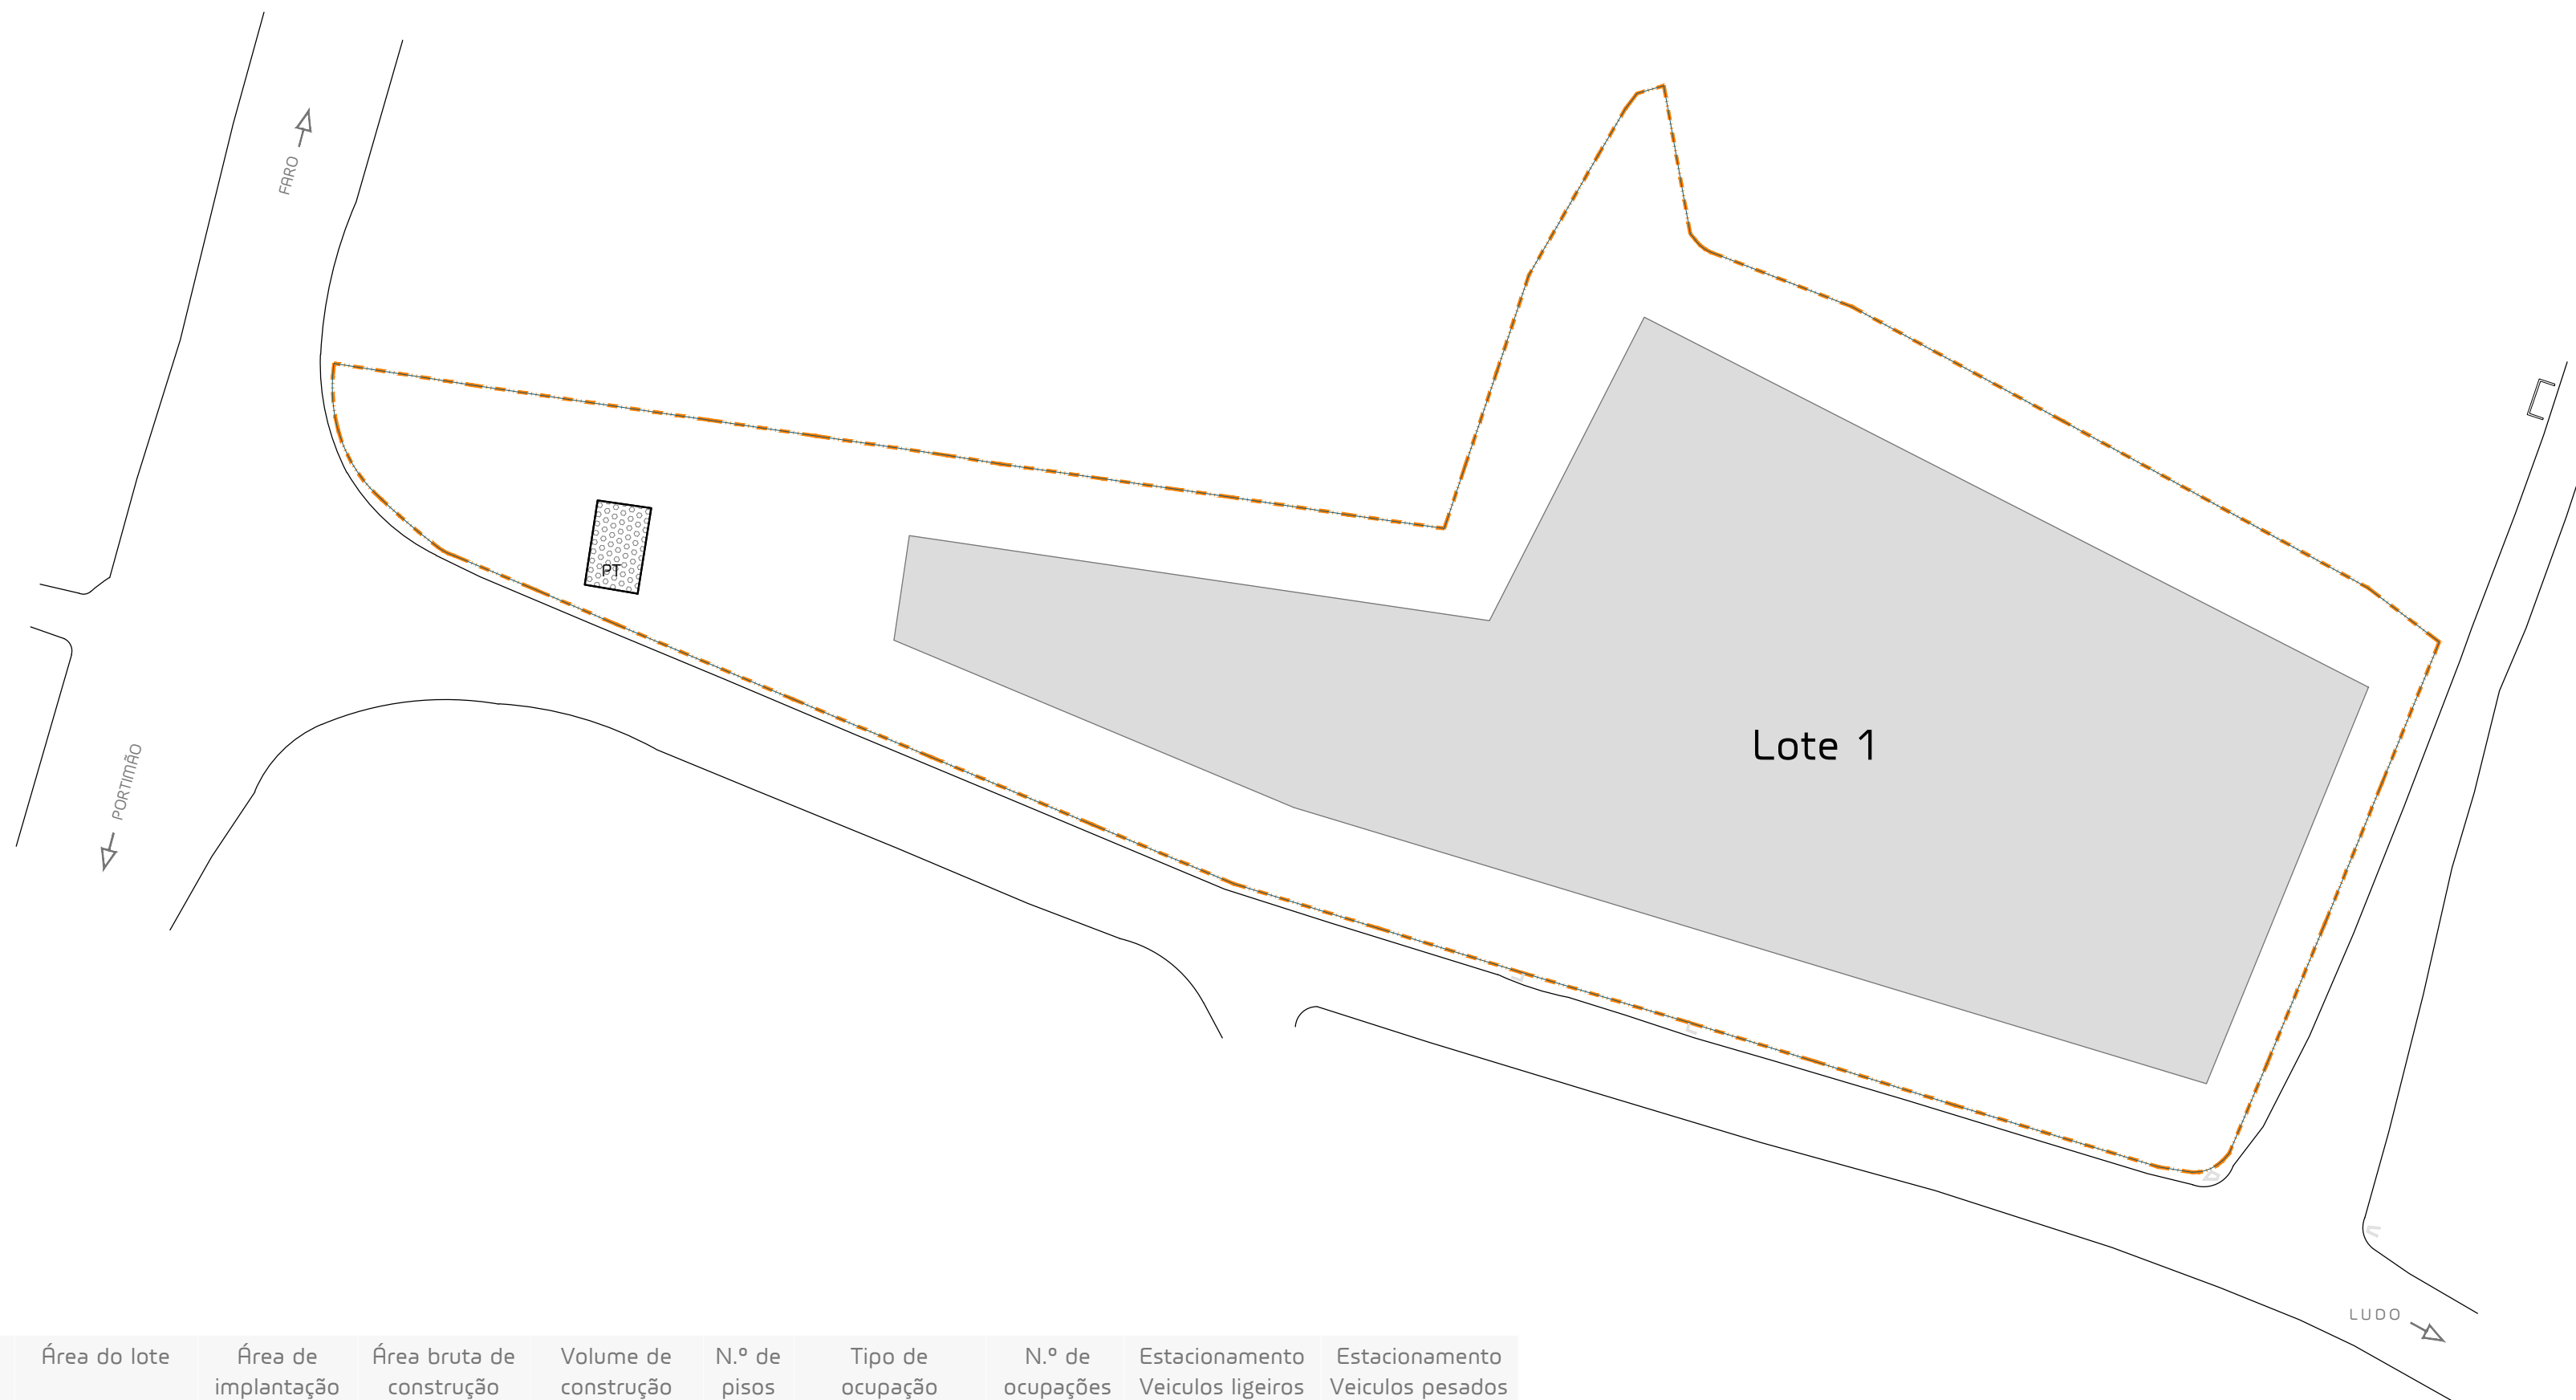 FARO
PT
Lote 1
PORTIMÃO
LUDO
Área do lote
Área de
implantação
Área bruta de
construção
Volume de
construção
N.º de
pisos
Tipo de
ocupação
N.º de
ocupações
Estacionamento
Veiculos ligeiros
Estacionamento
Veiculos pesados